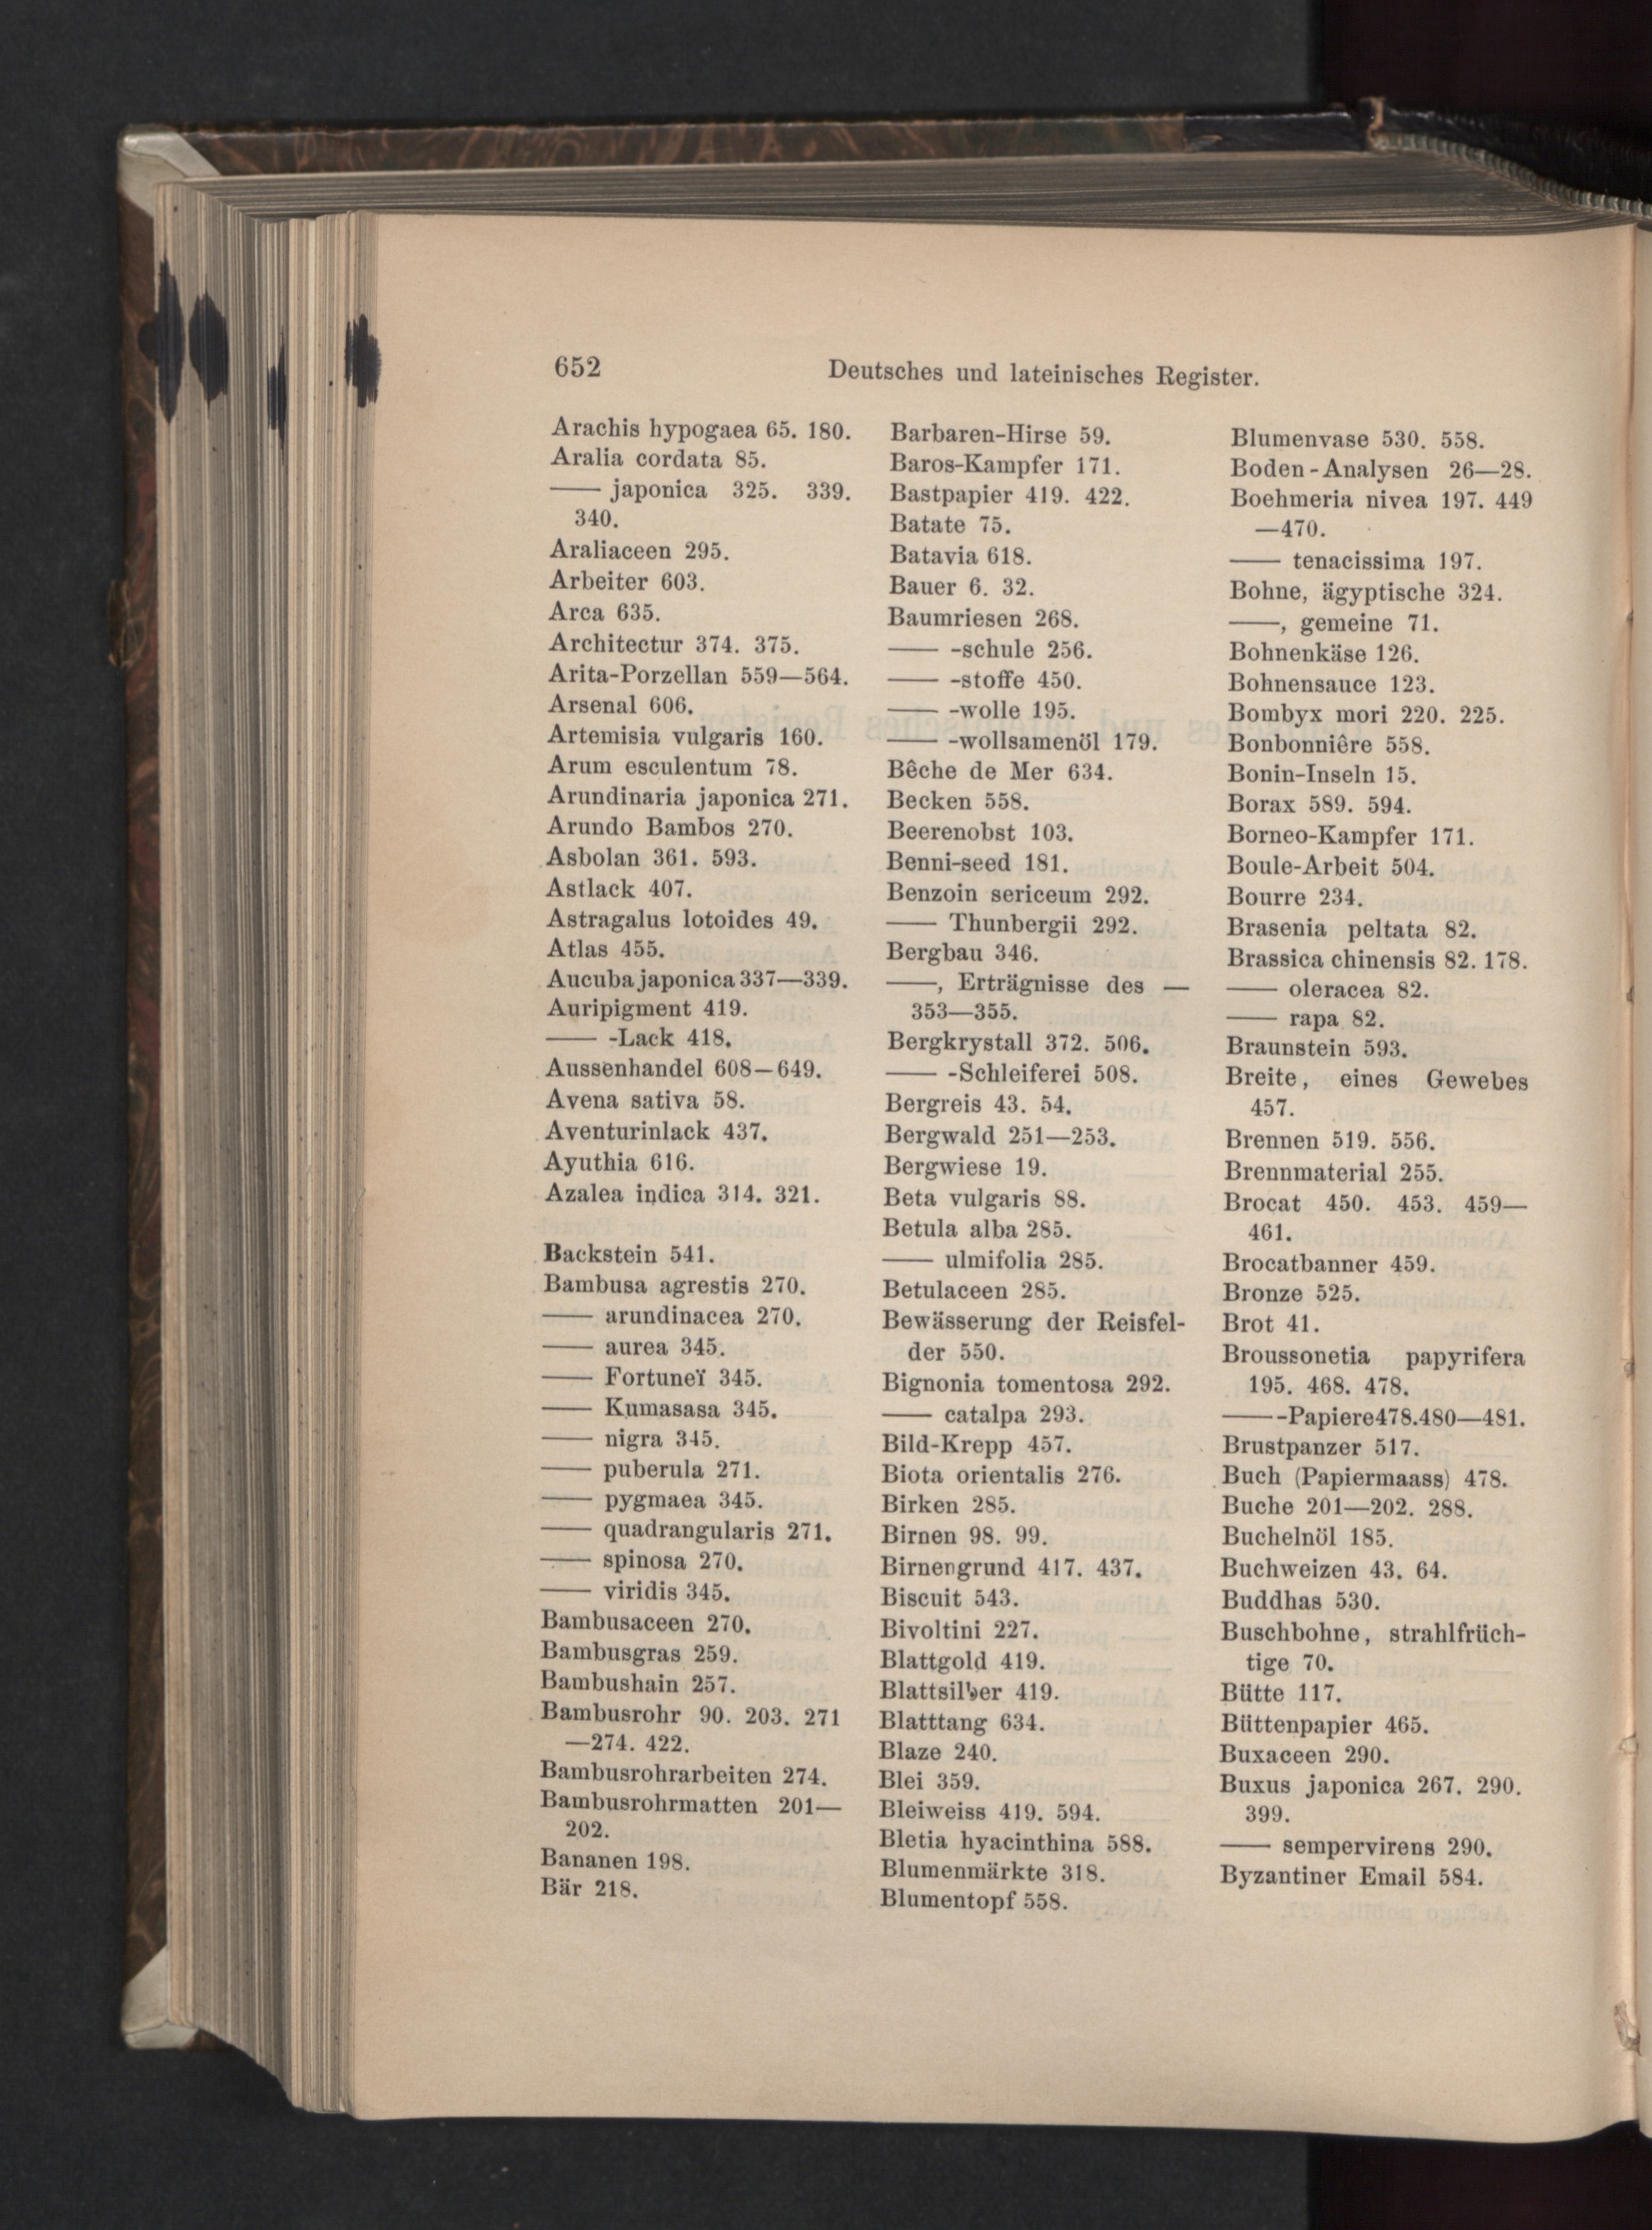 652
Deutsches und lateinisches Register.
Arachis hypogaea 65. 180.
Aralia cordata 85.
—— japonica 325. 339.
340.
Araliaceen 295.
Arbeiter 603.
Arca 635.
Architectur 374. 375.
Arita-Porzellan 559—564.
Arsenal 606.
Artemisia vulgaris 160.
Arum esculentum 78.
Arundinaria japonica 271.
Arundo Bambos 270.
Asbolan 361. 593.
Astlack 407.
Astragalus lotoides 49.
Atlas 455.
Aucuba japonica 337—339.
Auripigment 419.
—— -Lack 418.
Aussenhandel 608—649.
Avena sativa 58.
Aventurinlack 437.
Ayuthia 616.
Azalea indica 314. 321.
Backstein 541.
Bambusa agrestis 270.
—— arundinacea 270.
—— aurea 345.
—— Fortuneï 345.
—— Kumasasa 345.
—— nigra 345.
—— puberula 271.
—— pygmaea 345.
—— quadrangularis 271.
—— spinosa 270.
—— viridis 345.
Bambusaceen 270.
Bambusgras 259.
Bambushain 257.
Bambusrohr 90. 203. 271
—274. 422.
Bambusrohrarbeiten 274.
Bambusrohrmatten 201—
202.
Bananen 198.
Bär 218.
Barbaren-Hirse 59.
Baros-Kampfer 171.
Bastpapier 419. 422.
Batate 75.
Batavia 618.
Bauer 6. 32.
Baumriesen 268.
—— -schule 256.
—— -stoffe 450.
—— -wolle 195.
—— -wollsamenöl 179.
Bêche de Mer 634.
Becken 558.
Beerenobst 103.
Benni-seed 181.
Benzoin sericeum 292.
—— Thunbergii 292.
Bergbau 346.
——, Erträgnisse des —
353—355.
Bergkrystall 372. 506.
—— -Schleiferei 508.
Bergreis 43. 54.
Bergwald 251—253.
Bergwiese 19.
Beta vulgaris 88.
Betula alba 285.
—— ulmifolia 285.
Betulaceen 285.
Bewässerung der Reisfel-
der 550.
Bignonia tomentosa 292.
—— catalpa 293.
Bild-Krepp 457.
Biota orientalis 276.
Birken 285.
Birnen 98. 99.
Birnengrund 417. 437.
Biscuit 543.
Bivoltini 227.
Blattgold 419.
Blattsilber 419.
Blatttang 634.
Blaze 240.
Blei 359.
Bleiweiss 419. 594.
Bletia hyacinthina 588.
Blumenmärkte 318.
Blumentopf 558.
Blumenvase 530. 558.
Boden-Analysen 26—28.
Boehmeria nivea 197. 449
—470.
—— tenacissima 197.
Bohne, ägyptische 324.
——, gemeine 71.
Bohnenkäse 126.
Bohnensauce 123.
Bombyx mori 220. 225.
Bonbonniêre 558.
Bonin-Inseln 15.
Borax 589. 594.
Borneo-Kampfer 171.
Boule-Arbeit 504.
Bourre 234.
Brasenia peltata 82.
Brassica chinensis 82. 178.
—— oleracea 82.
—— rapa 82.
Braunstein 593.
Breite, eines Gewebes
457.
Brennen 519. 556.
Brennmaterial 255.
Brocat 450. 453. 459—
461.
Brocatbanner 459.
Bronze 525.
Brot 41.
Broussonetia papyrifera
195. 468. 478.
——-Papiere 478. 480—481.
Brustpanzer 517.
Buch (Papiermaass) 478.
Buche 201—202. 288.
Buchelnöl 185.
Buchweizen 43. 64.
Buddhas 530.
Buschbohne, strahlfrüch-
tige 70.
Bütte 117.
Büttenpapier 465.
Buxaceen 290.
Buxus japonica 267. 290.
399.
—— sempervirens 290.
Byzantiner Email 584.